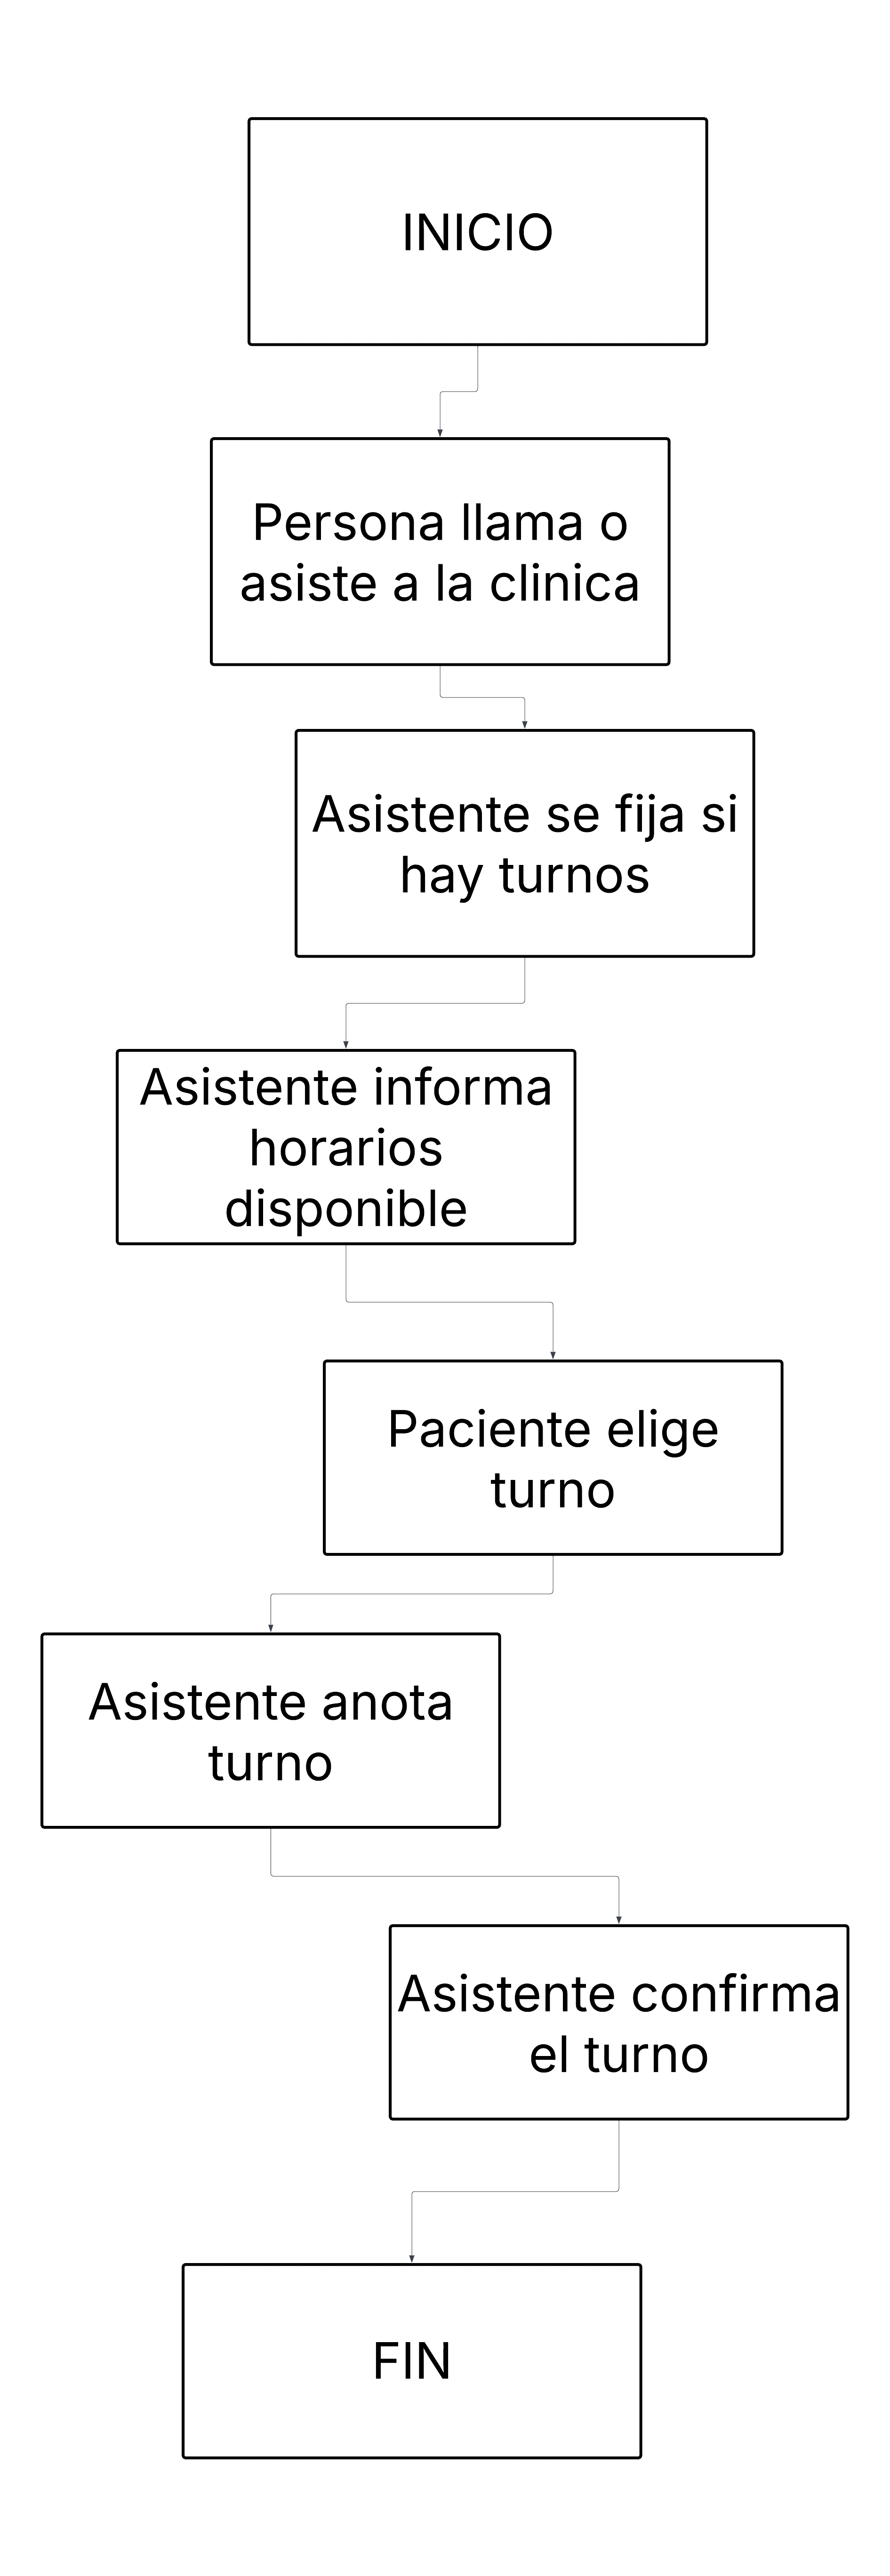 INICIO
Persona llama o
asiste a la clinica
Asistente se fija si
hay turnos
Asistente informa
horarios
disponible
Paciente elige
turno
Asistente anota
turno
Asistente confirma
el turno
FIN